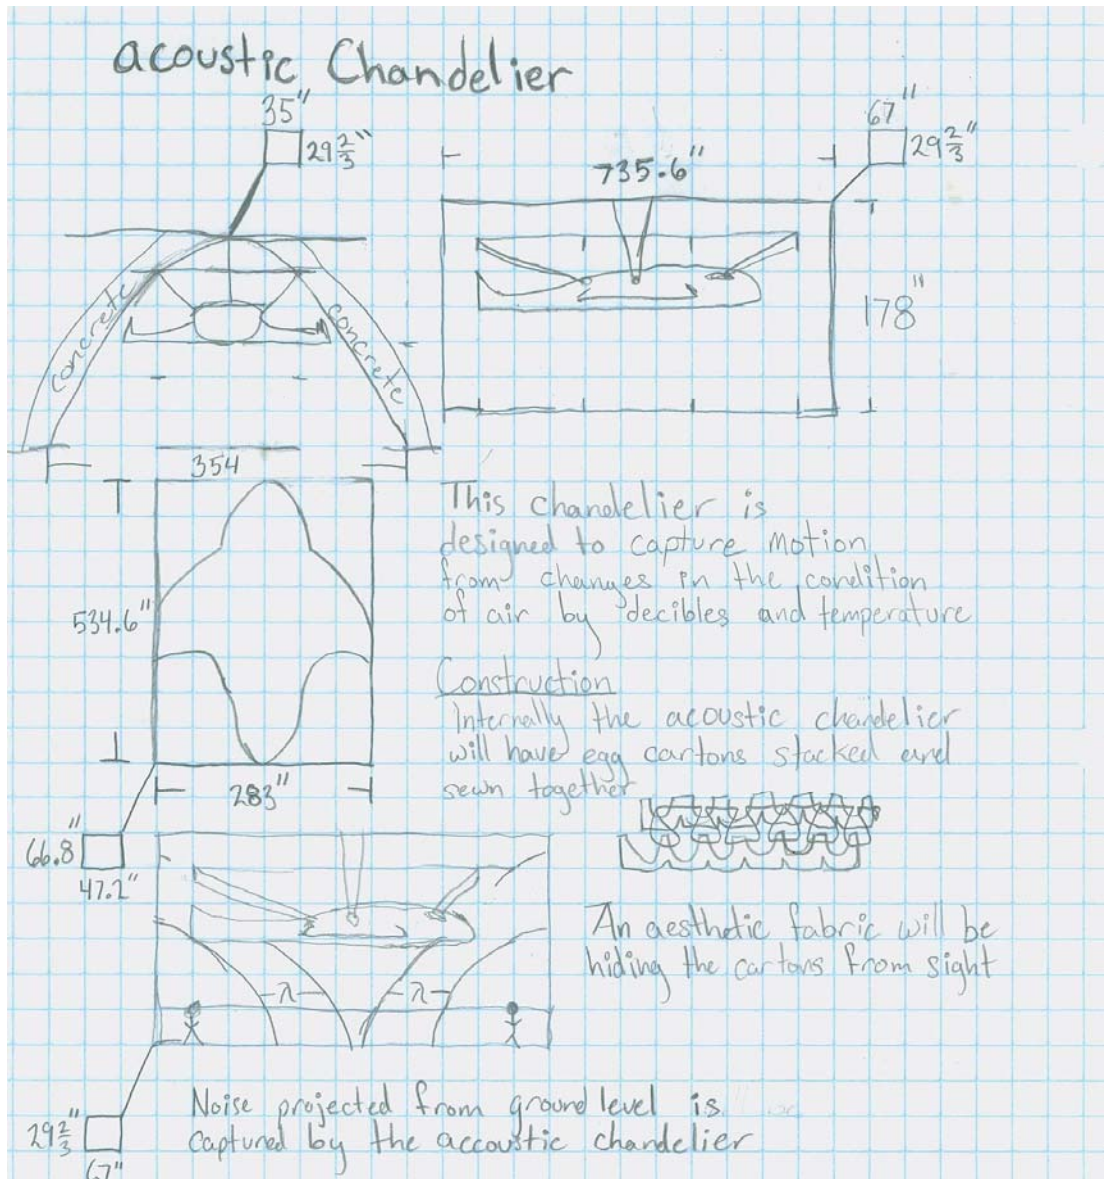 acoustic Chandelier
35"
29 2/3"
67"
29 2/3"
735.6"
178"
concrete
concrete
354
534.6"
283"
66.8"
47.2"
This chandelier is
designed to capture motion
from changes in the condition
of air by decibles and temperature
Construction
Internally the acoustic chandelier
will have egg cartons stacked and
sewn together
An aesthetic fabric will be
hiding the cartons from sight
λ
λ
Noise projected from ground level is
captured by the accoustic chandelier
29 2/3"
67"